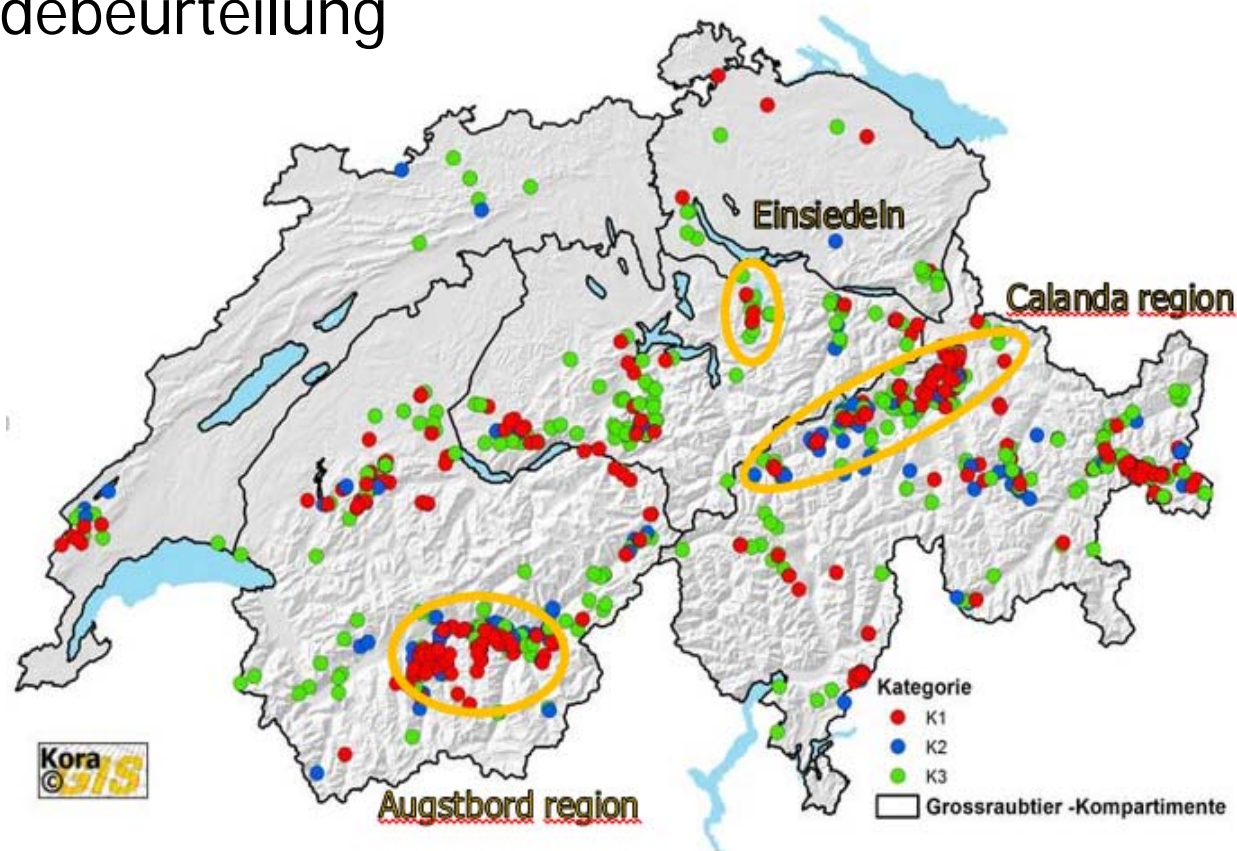 debeurteilung
Einsiedeln
Calanda region
Kategorie
K1
K2
K3
Grossraubtier -Kompartimente
Kora
© GIS
Augstbord region